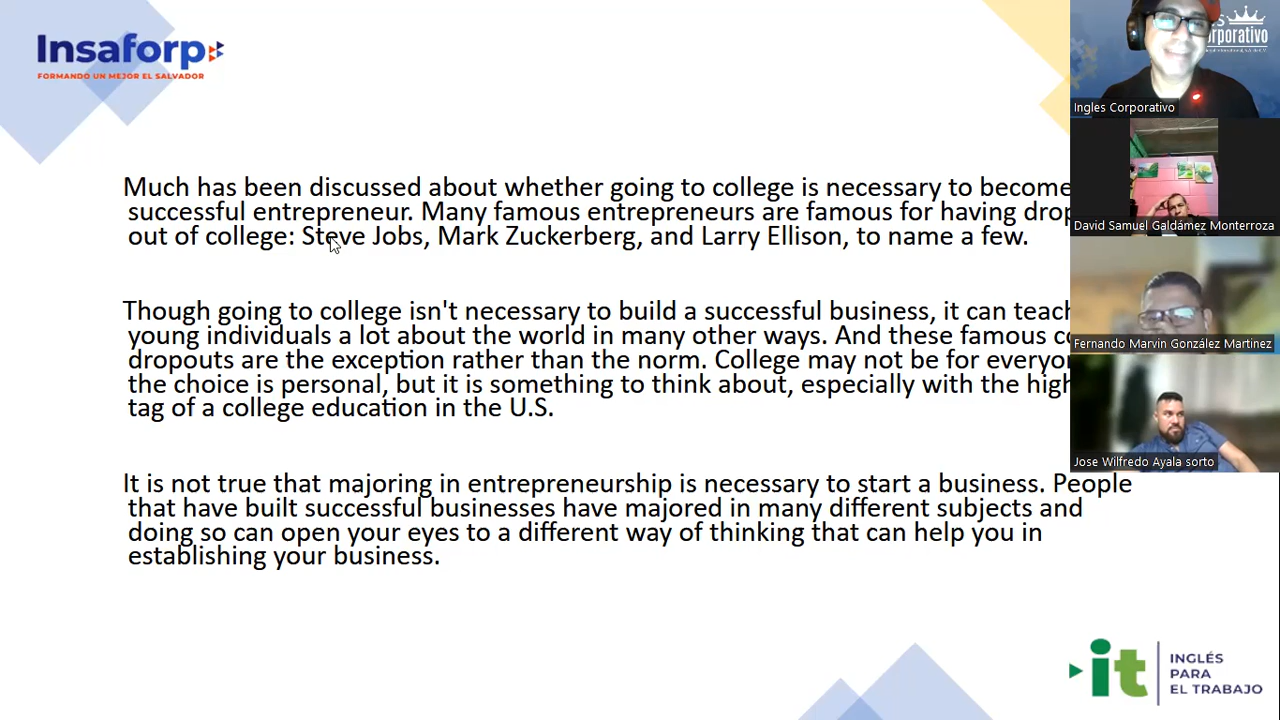 Insaforp
FORMANDO UN MEJOR EL SALVADOR
Much has been discussed about whether going to college is necessary to become
successful entrepreneur. Many famous entrepreneurs are famous for having
out of college: Steve Jobs, Mark Zuckerberg, and Larry Ellison, to name a few.
Though going to college isn't necessary to build a successful business, it can teach
young individuals a lot about the world in many other ways. And these famous
dropouts are the exception rather than the norm. College may not be for
the choice is personal, but it is something to think about, especially with the
tag of a college education in the U.S.
It is not true that majoring in entrepreneurship is necessary to start a business. People
that have built successful businesses have majored in many different subjects and
doing so can open your eyes to a different way of thinking that can help you in
establishing your business.
Ingles Corporativo
David Samuel Galdámez Monterroza
Fernando Marvin González Martinez
Jose Wilfredo Ayala sorto
it
INGLÉS
PARA
EL TRABAJO